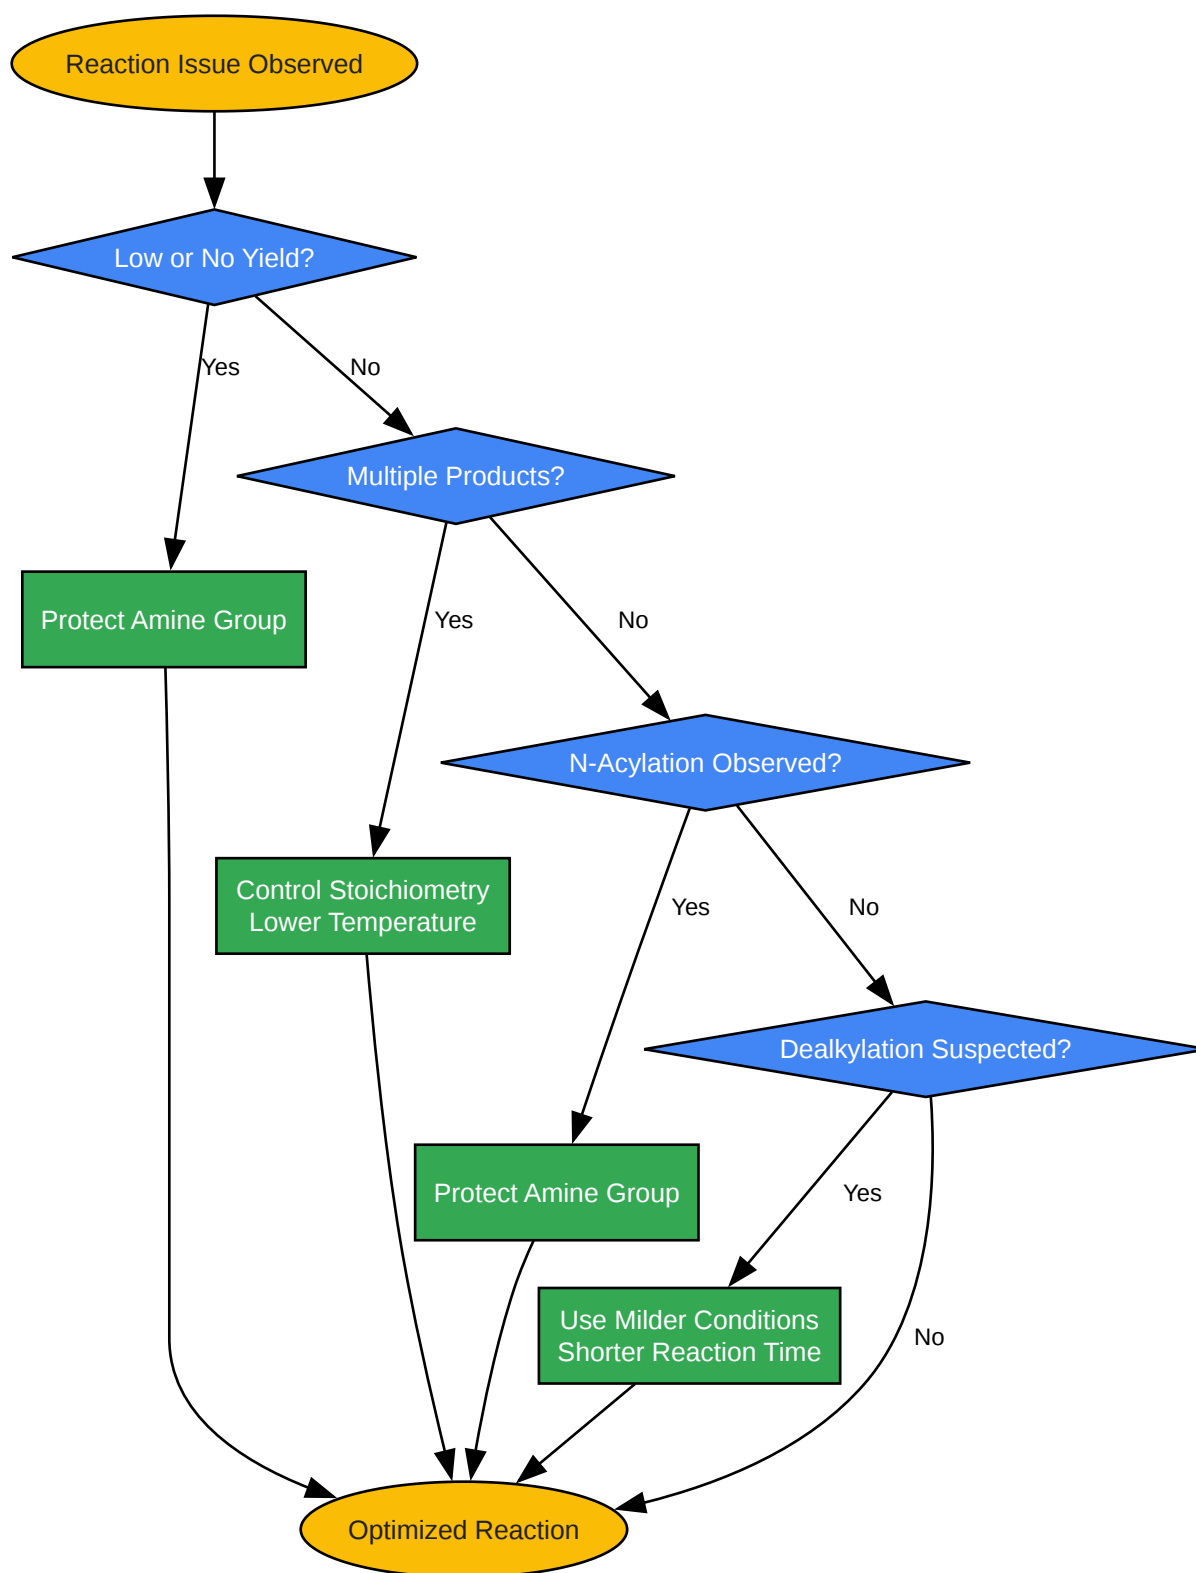 Reaction Issue Observed
Low or No Yield?
Yes
No
Multiple Products?
Protect Amine Group
Yes
No
N-Acylation Observed?
Control Stoichiometry
Lower Temperature
Yes
No
Dealkylation Suspected?
Protect Amine Group
Yes
Use Milder Conditions
Shorter Reaction Time
No
Optimized Reaction